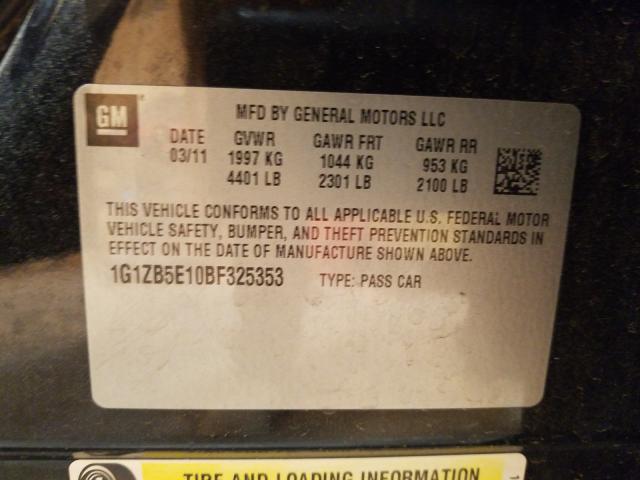 GM
MFD BY GENERAL MOTORS LLC
DATE GVWR GAWR FRT GAWR RR
03/11 1997 KG 1044 KG 953 KG
4401 LB 2301 LB 2100 LB
THIS VEHICLE CONFORMS TO ALL APPLICABLE U.S. FEDERAL MOTOR
VEHICLE SAFETY, BUMPER, AND THEFT PREVENTION STANDARDS IN
EFFECT ON THE DATE OF MANUFACTURE SHOWN ABOVE.
1G1ZB5E10BF325353 TYPE: PASS CAR
TIRE AND LOADING INFORMATION